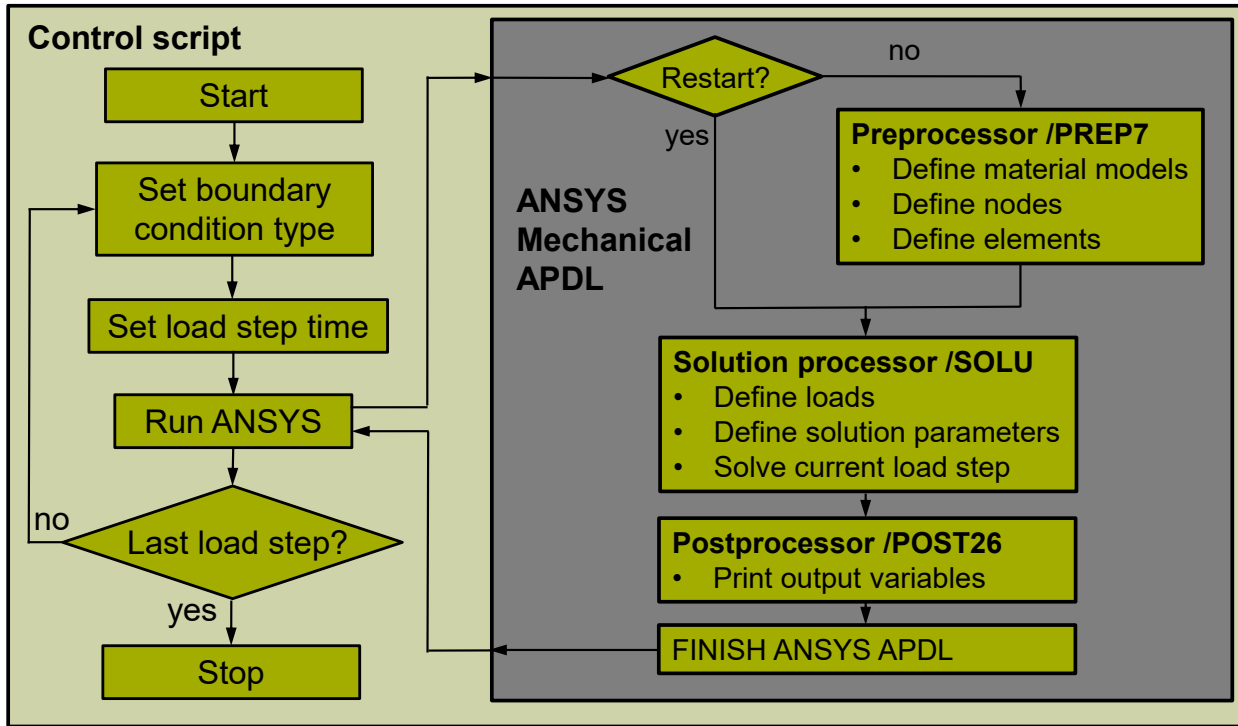 Control script
Start
Set boundary
condition type
Set load step time
Run ANSYS
no
Last load step?
yes
Stop
Restart?
no
yes
Preprocessor /PREP7
• Define material models
• Define nodes
• Define elements
ANSYS
Mechanical
APDL
Solution processor /SOLU
• Define loads
• Define solution parameters
• Solve current load step
Postprocessor /POST26
• Print output variables
FINISH ANSYS APDL